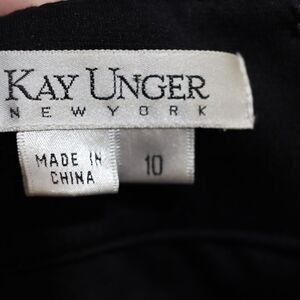 KAY UNGER
NEW YORK
MADE IN
CHINA
10